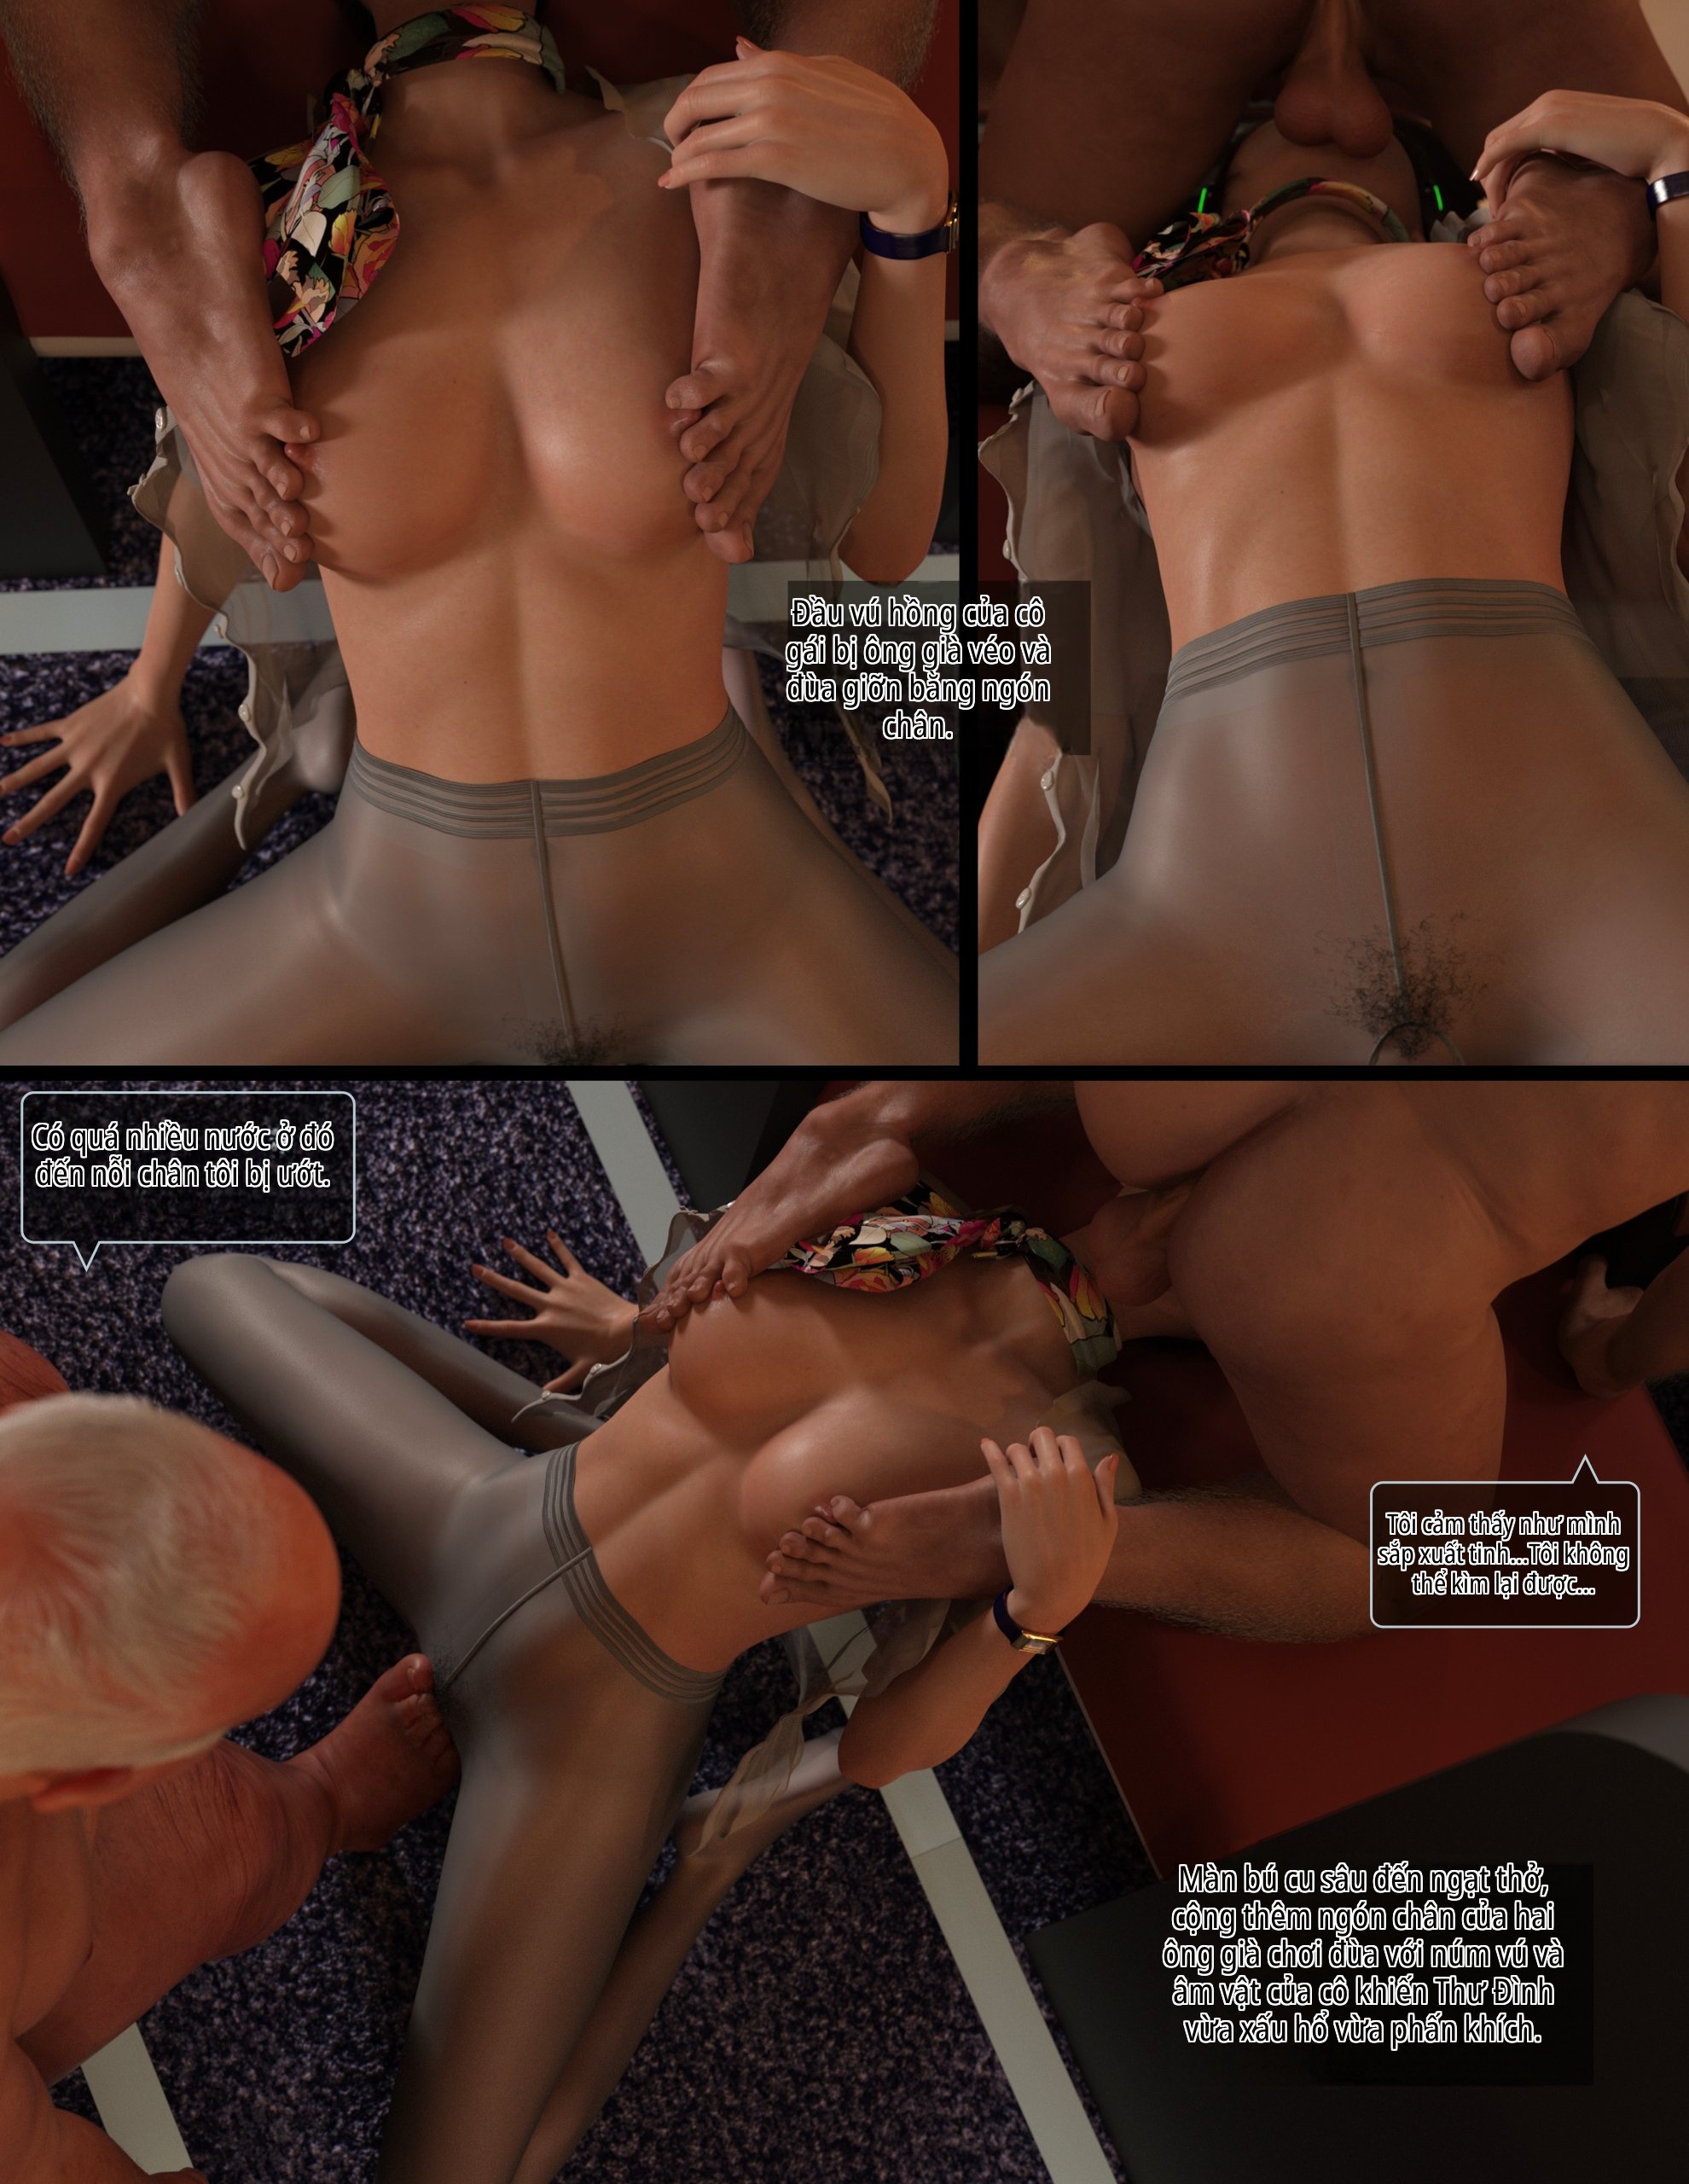 Đầu vú hồng của cô
gái bị ông già véo và
đùa giỡn bằng ngón
chân.
Có quá nhiều nước ở đó
đến nỗi chân tôi bị ướt.
Tôi cảm thấy như mình
sắp xuất tinh...Tôi không
thể kìm lại được...
Màn bú cu sâu đến ngạt thở,
cộng thêm ngón chân của hai
ông già chơi đùa với núm vú và
âm vật của cô khiến Thư Đình
vừa xấu hổ vừa phấn khích.